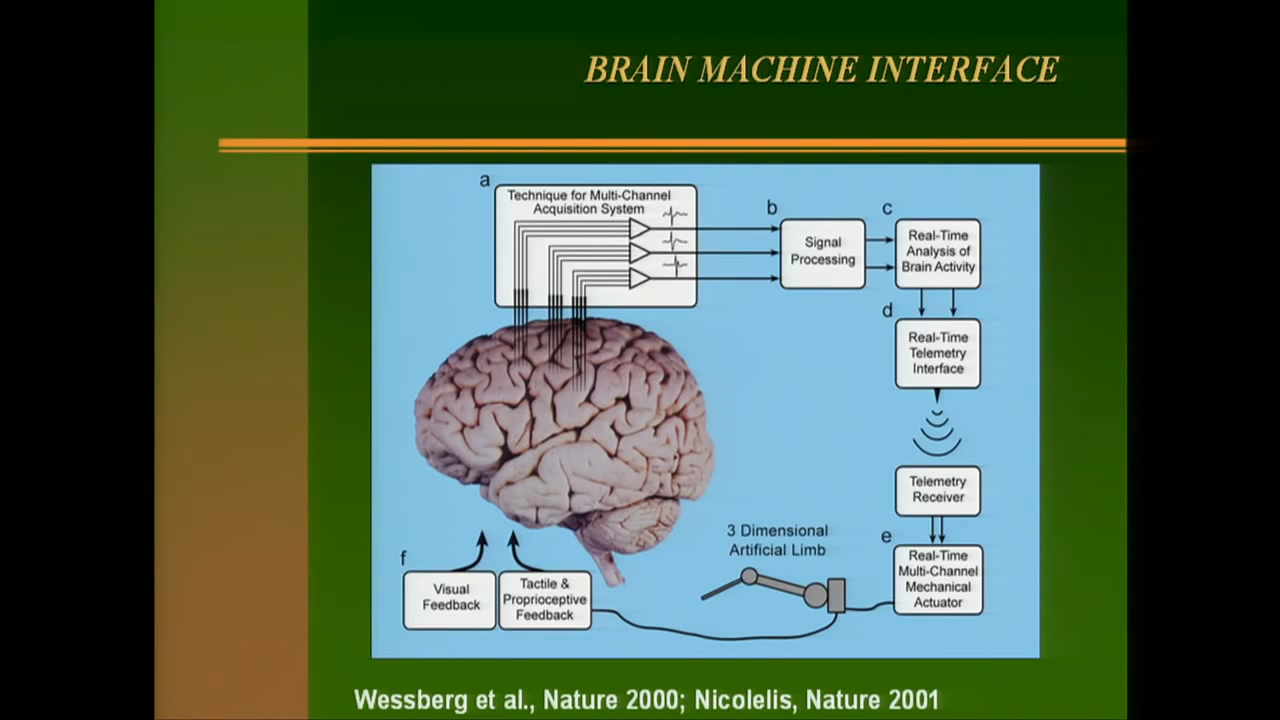 BRAIN MACHINE INTERFACE
a
Technique for Multi-Channel
Acquisition System
b
Signal
Processing
c
Real-Time
Analysis of
Brain Activity
d
Real-Time
Telemetry
Interface
Telemetry
Receiver
e
Real-Time
Multi-Channel
Mechanical
Actuator
3 Dimensional
Artificial Limb
f
Visual
Feedback
Tactile &
Proprioceptive
Feedback
Wessberg et al., Nature 2000; Nicolelis, Nature 2001